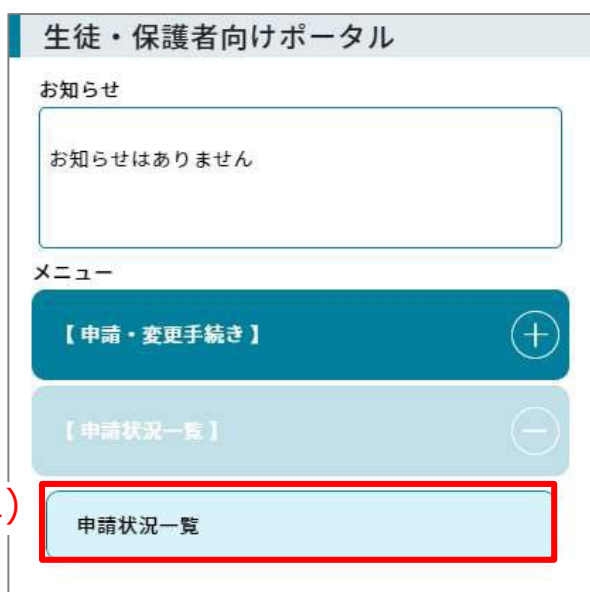 生徒・保護者向けポータル
お知らせ
お知らせはありません
メニュー
【 申請・変更手続き 】
【 申請状況一覧 】
)
申請状況一覧